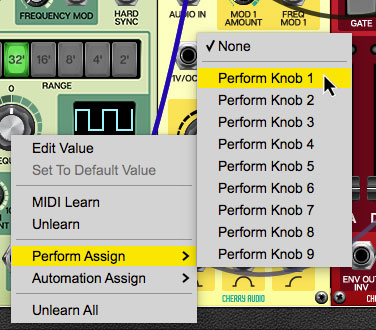 FREQUENCY MOD
HARD
SYNC
AUDIO IN
MOD 1
AMOUNT
FREQ
MOD 1
GATE
32'
16'
8'
4'
2'
RANGE
0
1V/OCT
✓ None
Perform Knob 1
Perform Knob 2
Perform Knob 3
Perform Knob 4
Perform Knob 5
Perform Knob 6
Perform Knob 7
Perform Knob 8
Perform Knob 9
Edit Value
Set To Default Value
MIDI Learn
Unlearn
Perform Assign
Automation Assign
Unlearn All
10
CHERRY AUDIO
ENV OUT
INV